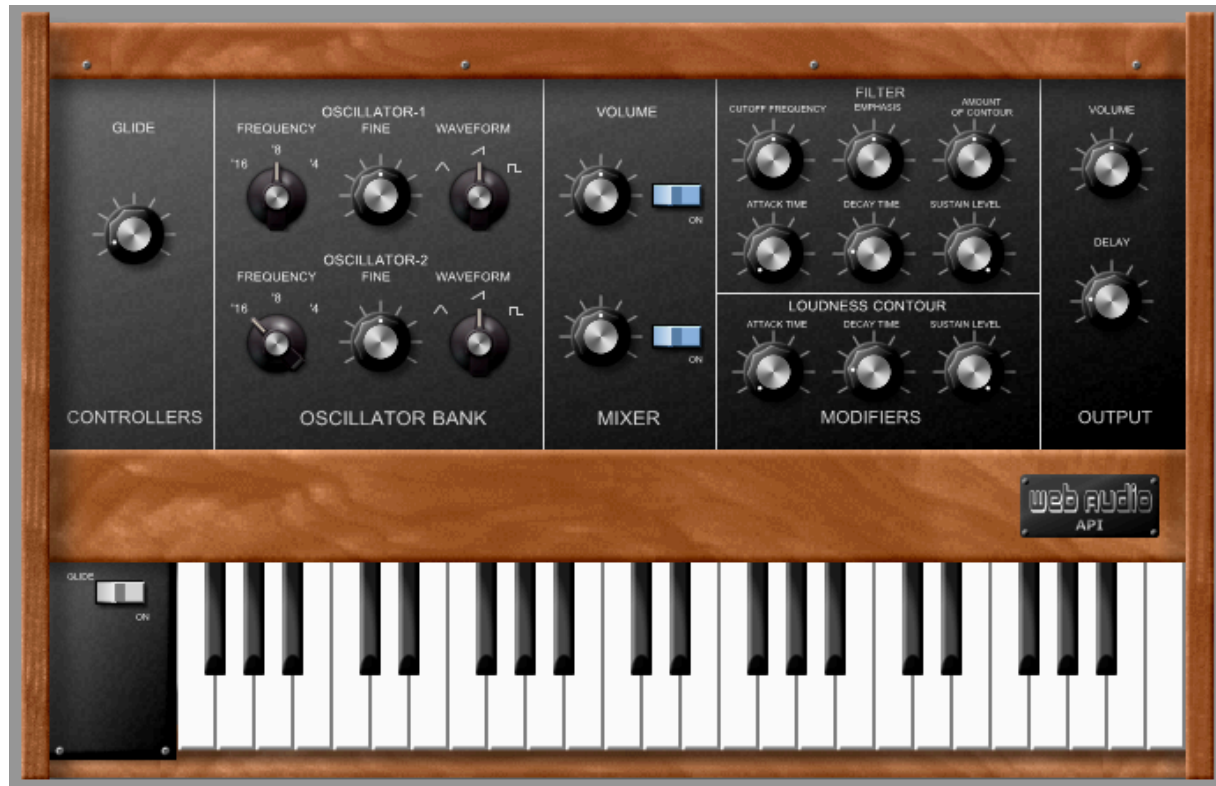 GLIDE
CONTROLLERS
OSCILLATOR-1
FREQUENCY FINE WAVEFORM
'16 '8 '4
OSCILLATOR-2
FREQUENCY FINE WAVEFORM
'16 '8 '4
OSCILLATOR BANK
VOLUME
ON
ON
MIXER
FILTER
CUTOFF FREQUENCY EMPHASIS AMOUNT
OF CONTOUR
ATTACK TIME DECAY TIME SUSTAIN LEVEL
LOUDNESS CONTOUR
ATTACK TIME DECAY TIME SUSTAIN LEVEL
MODIFIERS
VOLUME
DELAY
OUTPUT
web audio
API
GLIDE
ON